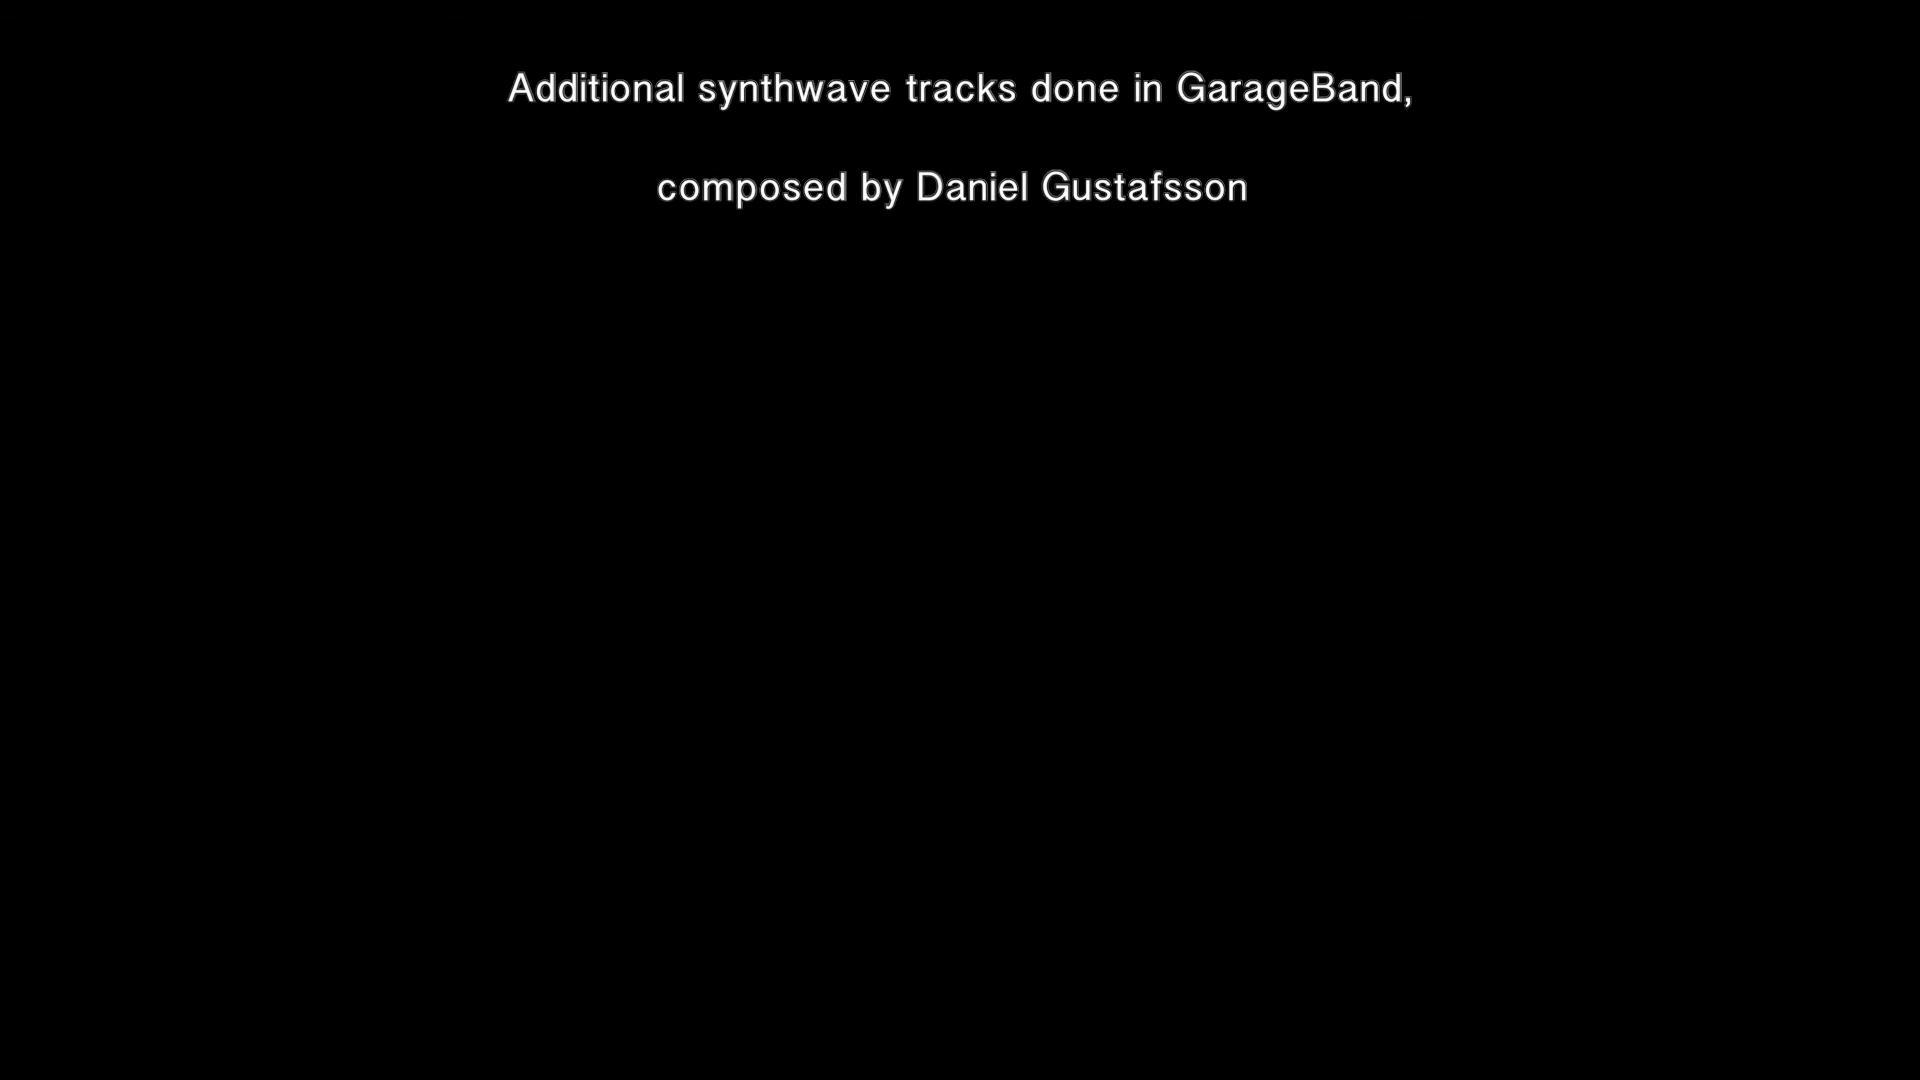 Additional synthwave tracks done in GarageBand,
composed by Daniel Gustafsson